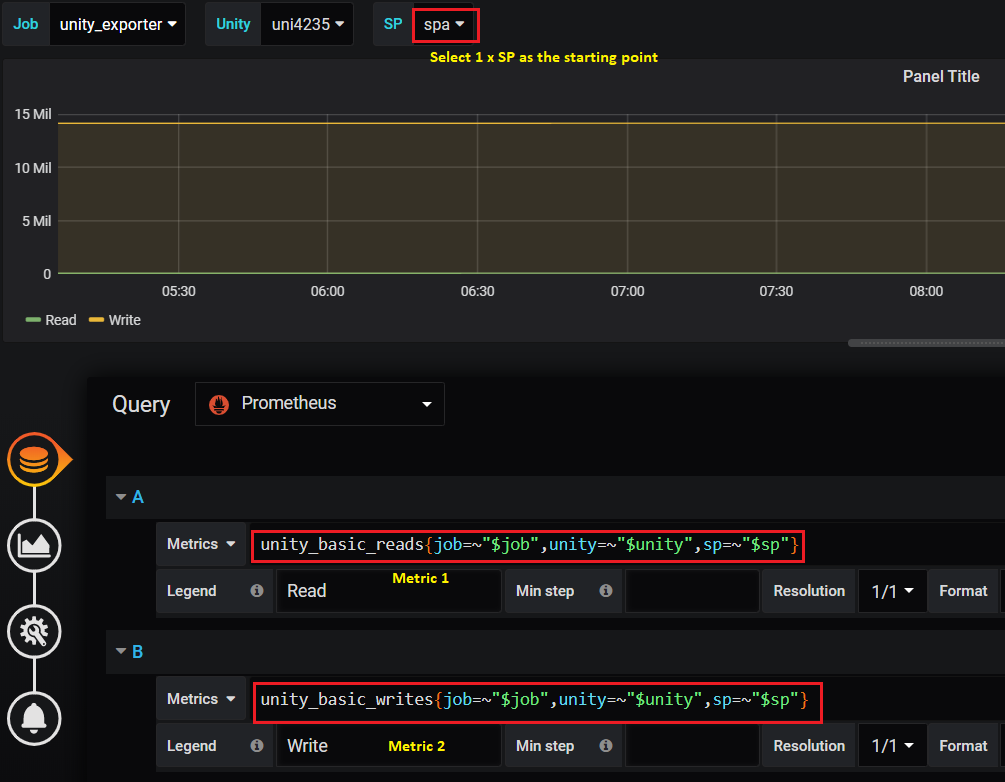 Job unity_exporter Unity uni4235 SP spa
Select 1 x SP as the starting point
Panel Title
15 Mil
10 Mil
5 Mil
0
05:30 06:00 06:30 07:00 07:30 08:00
Read Write
Query Prometheus
A
Metrics unity_basic_reads{job=~"$job",unity=~"$unity",sp=~"$sp"}
Metric 1
Legend Read Min step Resolution 1/1 Format
B
Metrics unity_basic_writes{job=~"$job",unity=~"$unity",sp=~"$sp"}
Legend Write Metric 2 Min step Resolution 1/1 Format